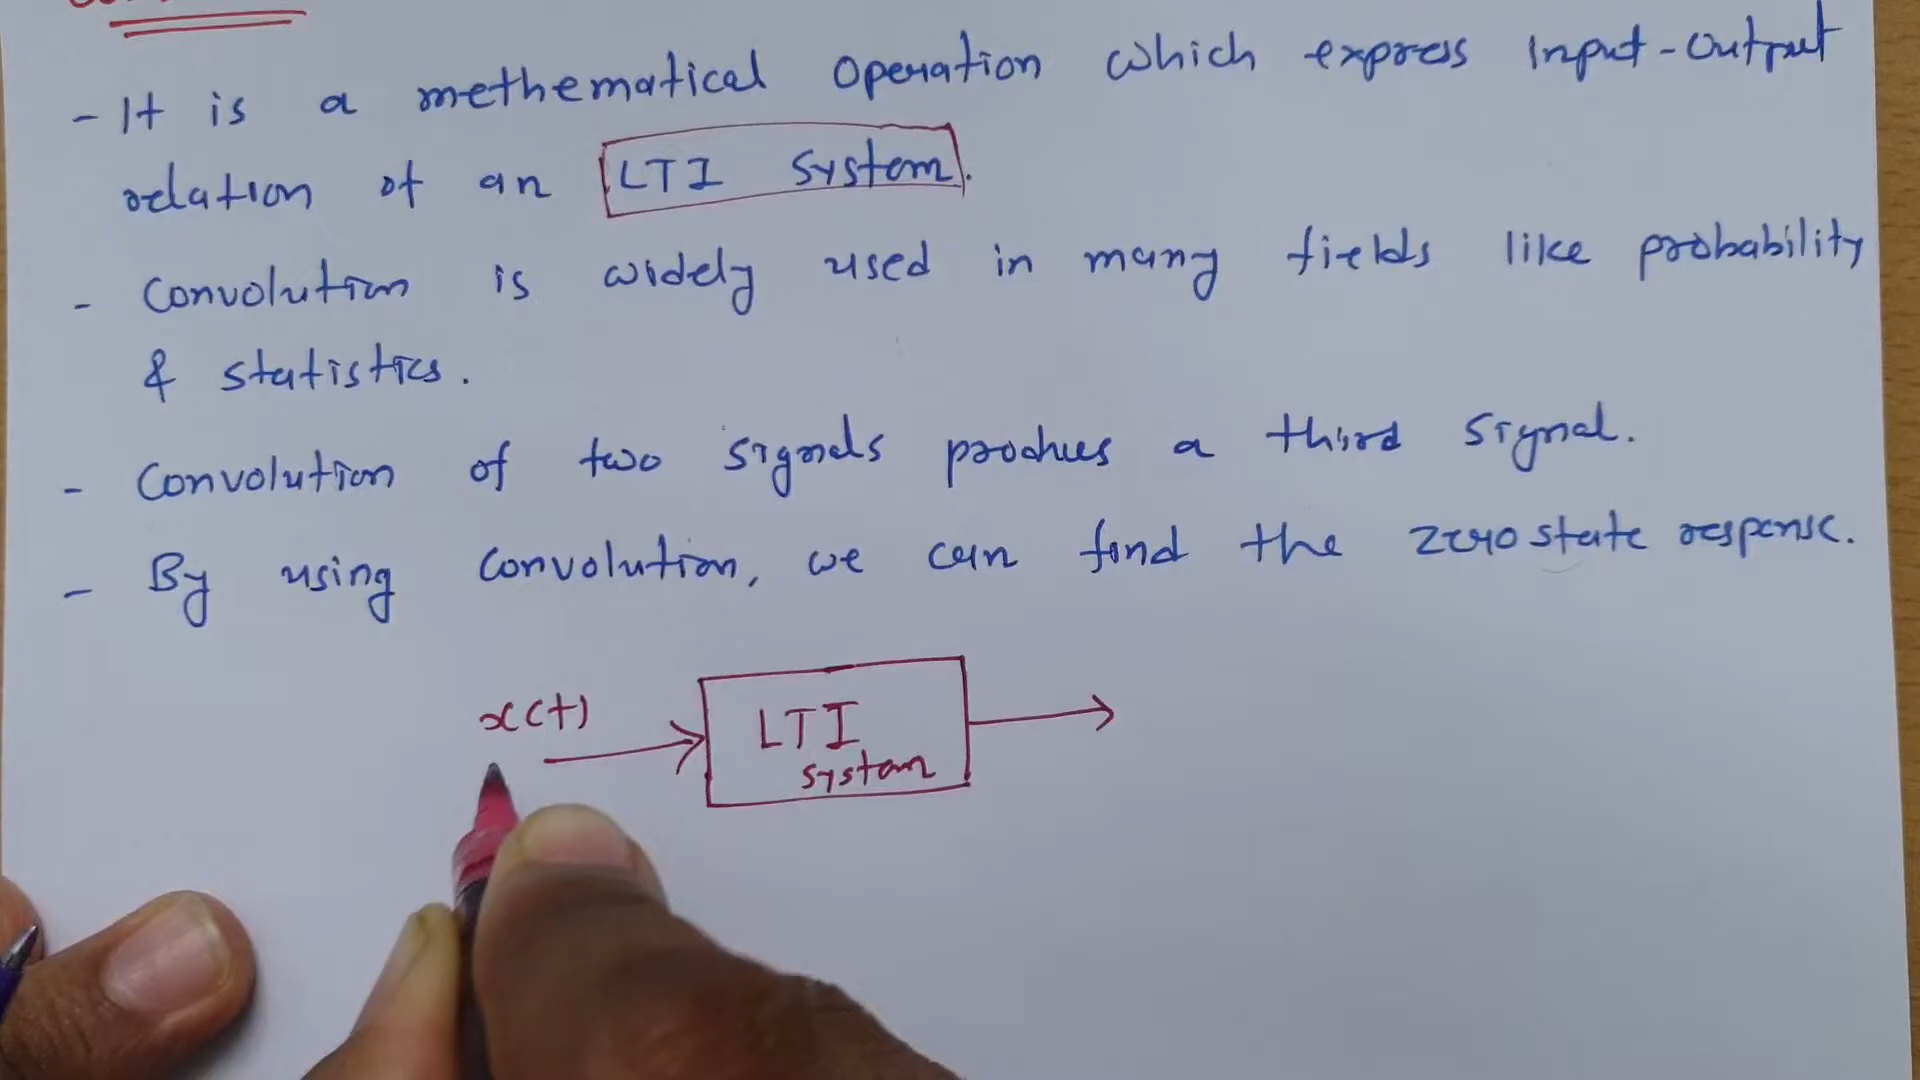 - It is a methematical operation which express Input-Output
relation of an LTI System.
- Convolution is widely used in many fields like probability
& statistics.
- Convolution of two signals produces a third signal.
- By using convolution, we can find the zero state response.
x(t)
LTI
system